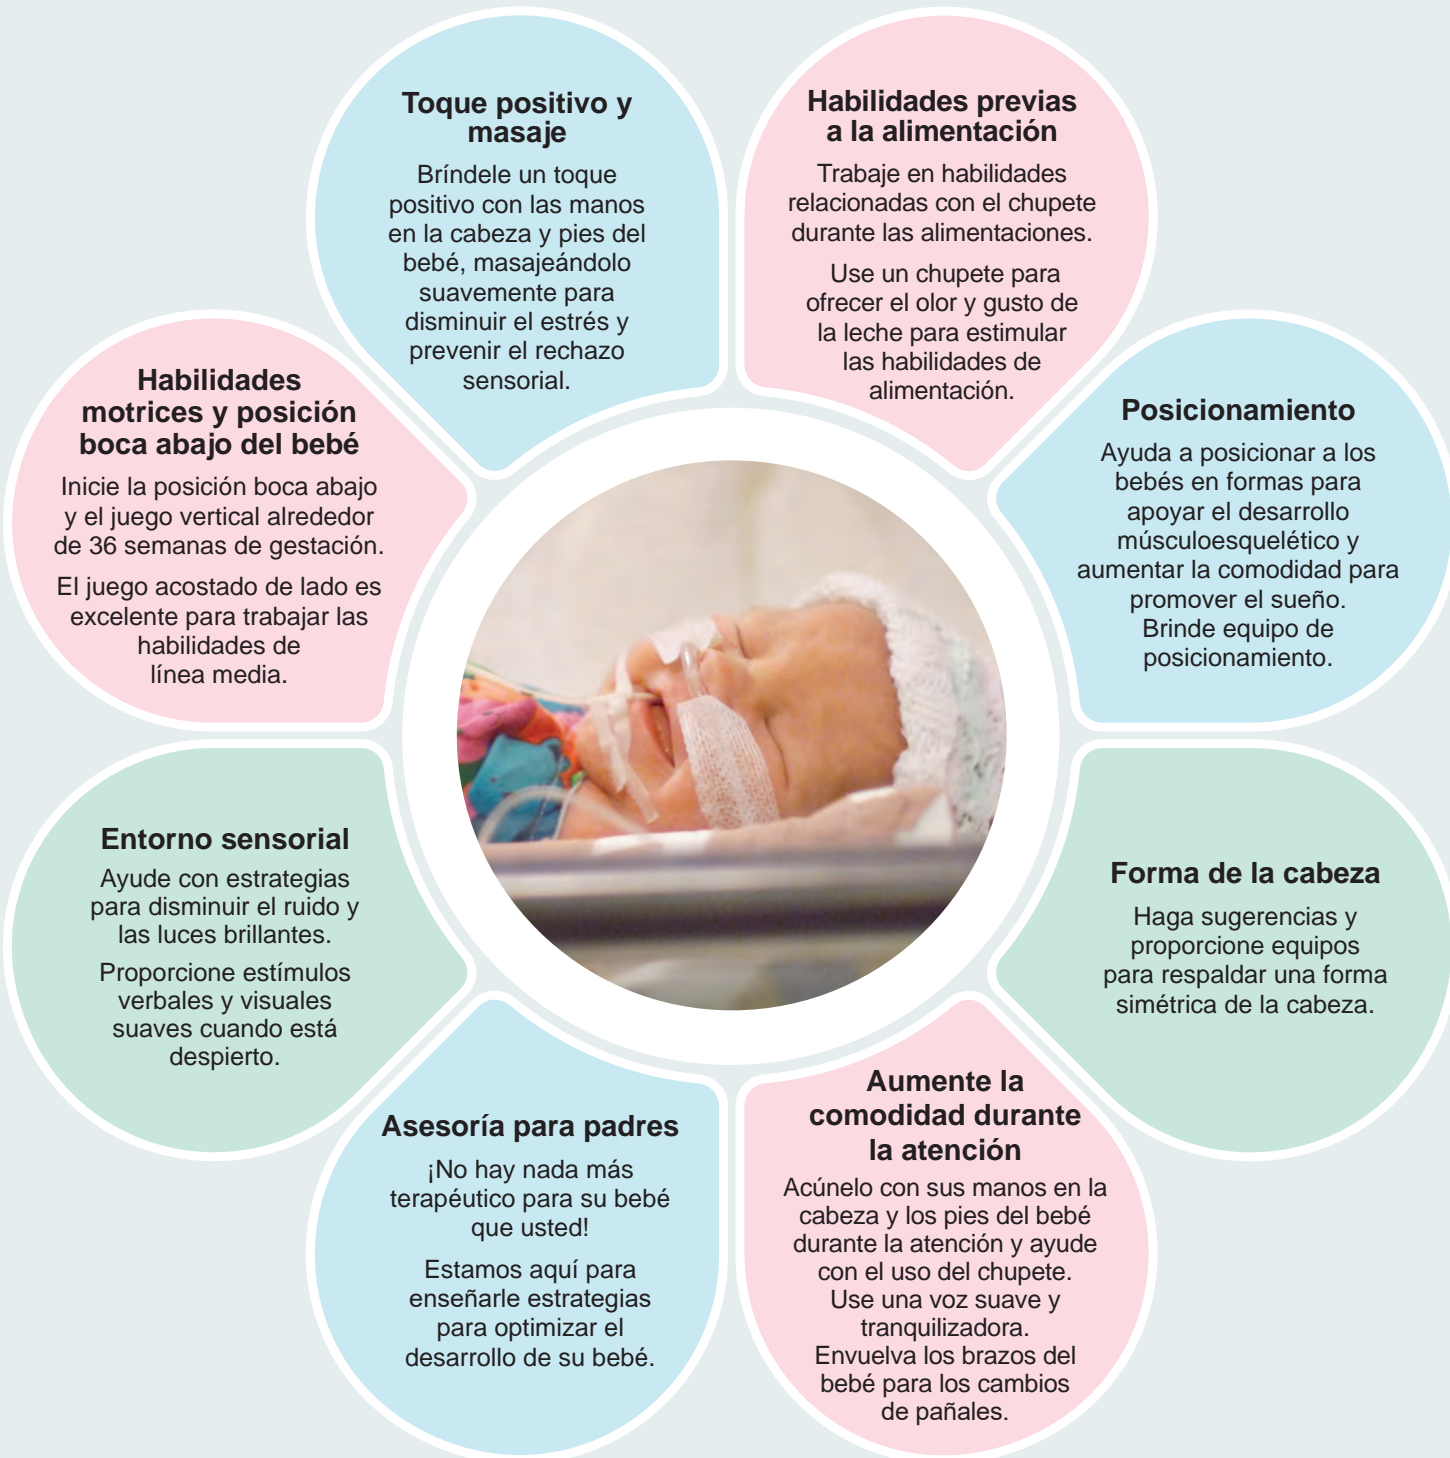 Toque positivo y
masaje
Bríndele un toque
positivo con las manos
en la cabeza y pies del
bebé, masajeándolo
suavemente para
disminuir el estrés y
prevenir el rechazo
sensorial.
Habilidades previas
a la alimentación
Trabaje en habilidades
relacionadas con el chupete
durante las alimentaciones.
Use un chupete para
ofrecer el olor y gusto de
la leche para estimular
las habilidades de
alimentación.
Posicionamiento
Ayuda a posicionar a los
bebés en formas para
apoyar el desarrollo
músculoesquelético y
aumentar la comodidad para
promover el sueño.
Brinde equipo de
posicionamiento.
Forma de la cabeza
Haga sugerencias y
proporcione equipos
para respaldar una forma
simétrica de la cabeza.
Aumente la
comodidad durante
la atención
Acúnelo con sus manos en la
cabeza y los pies del bebé
durante la atención y ayude
con el uso del chupete.
Use una voz suave y
tranquilizadora.
Envuelva los brazos del
bebé para los cambios
de pañales.
Asesoría para padres
¡No hay nada más
terapéutico para su bebé
que usted!
Estamos aquí para
enseñarle estrategias
para optimizar el
desarrollo de su bebé.
Entorno sensorial
Ayude con estrategias
para disminuir el ruido y
las luces brillantes.
Proporcione estímulos
verbales y visuales
suaves cuando está
despierto.
Habilidades
motrices y posición
boca abajo del bebé
Inicie la posición boca abajo
y el juego vertical alrededor
de 36 semanas de gestación.
El juego acostado de lado es
excelente para trabajar las
habilidades de
línea media.